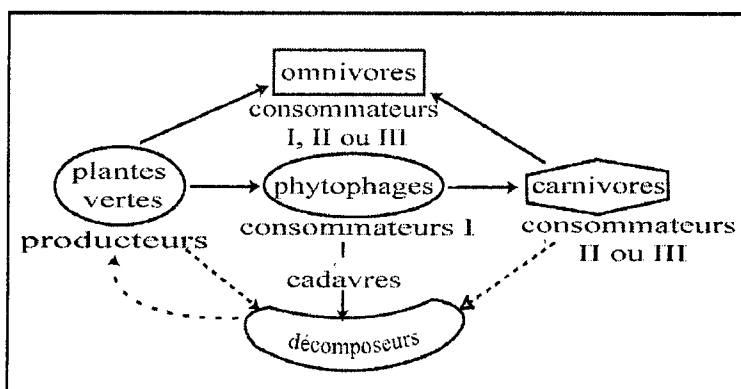 omnivores
consommateurs
I, II ou III
plantes
vertes
producteurs
phytophages
consommateurs I
carnivores
consommateurs
II ou III
cadavres
décomposeurs